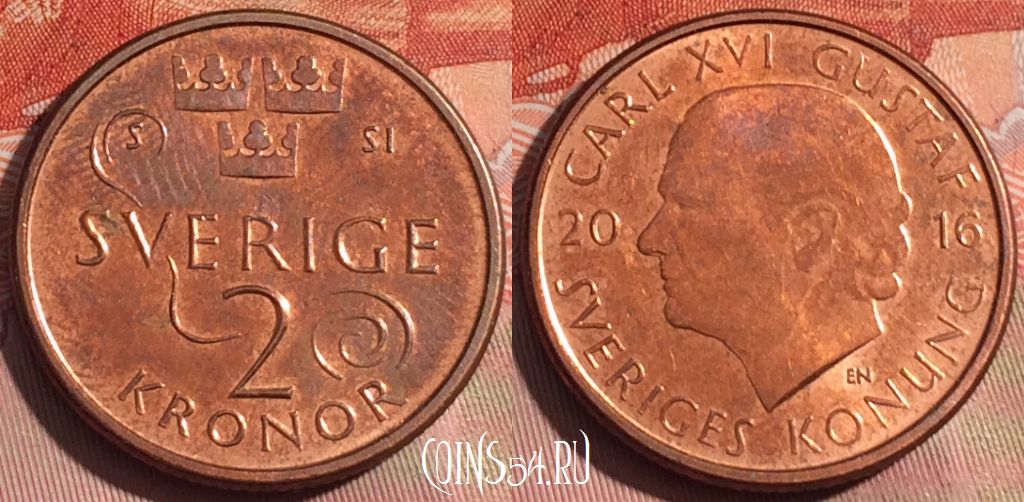 S SI
SVERIGE
2
KRONOR
CARL XVI GUSTAF
20 16
EN
SVERIGES KONUNG
COINS54.RU